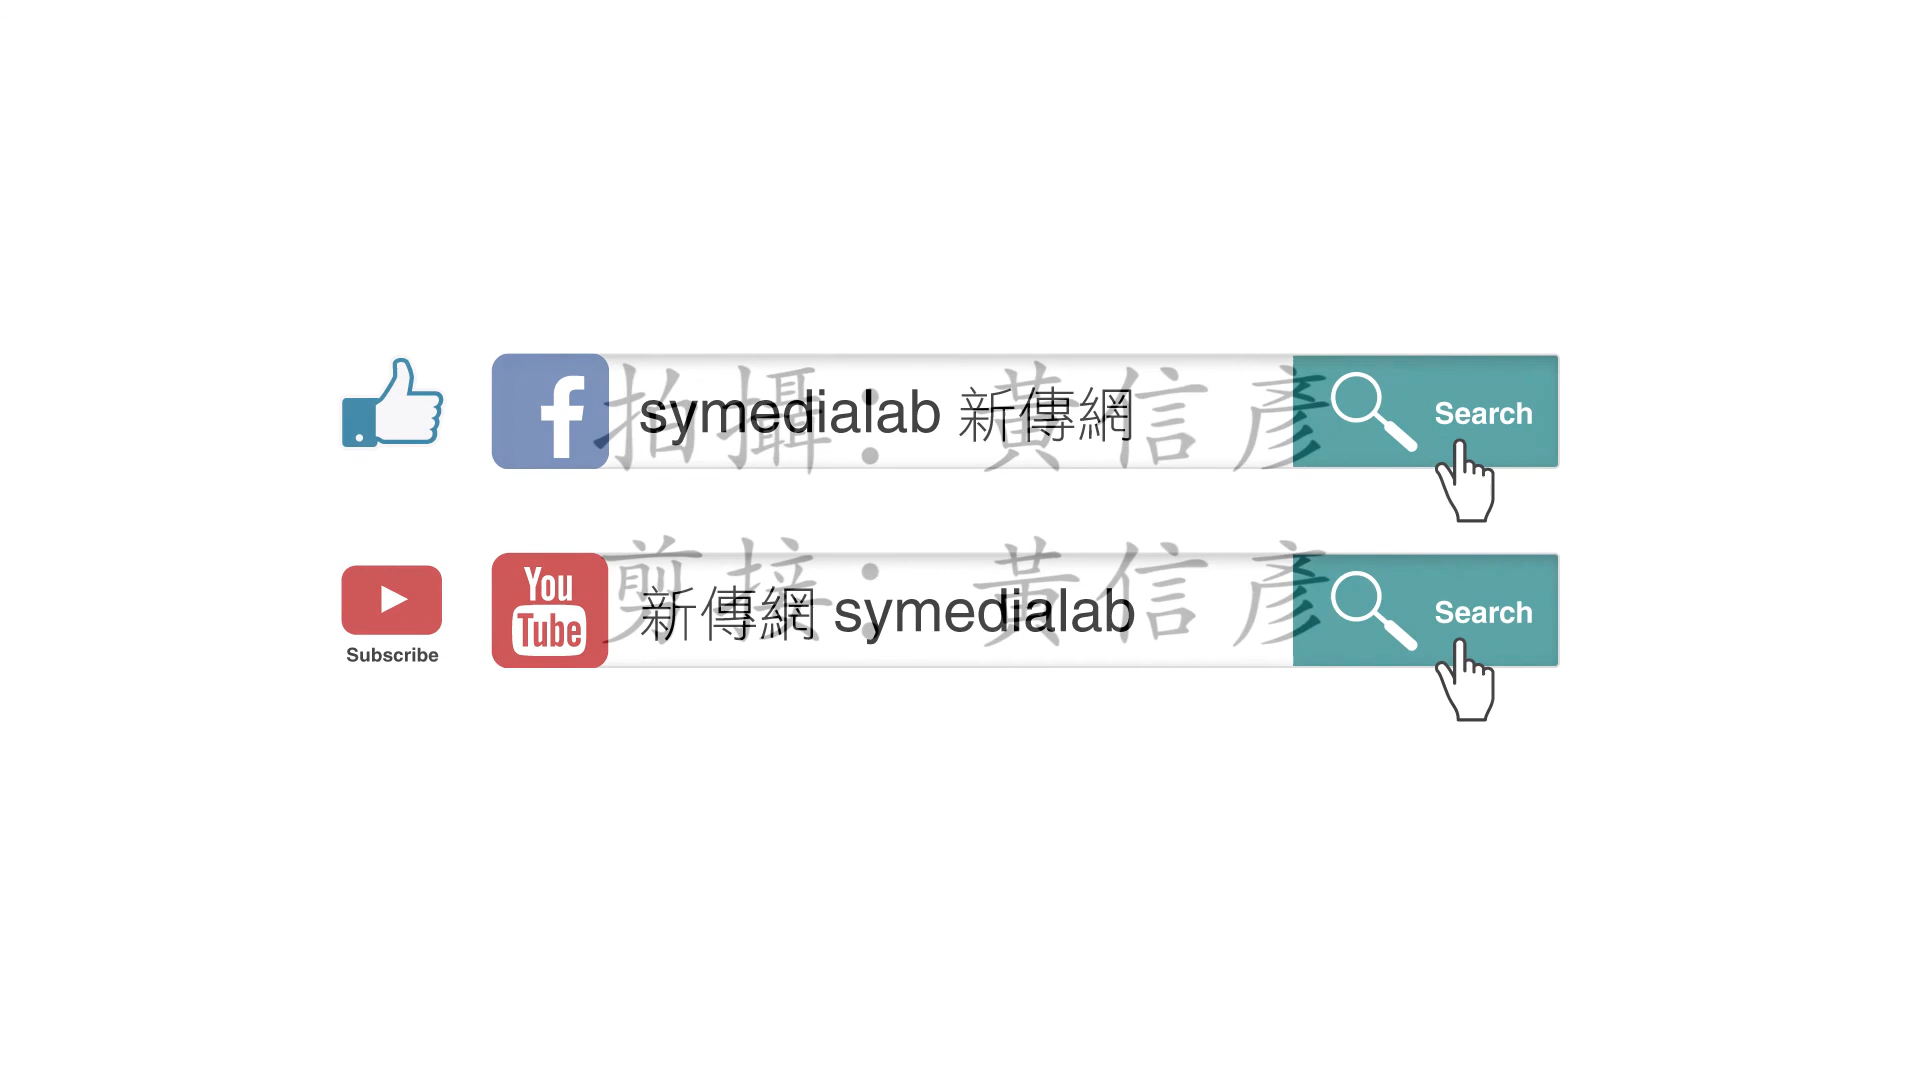 symedialab 新傳網
Search
拍攝：黃信彥
You
Tube
新傳網 symedialab
Search
Subscribe
剪接：黃信彥